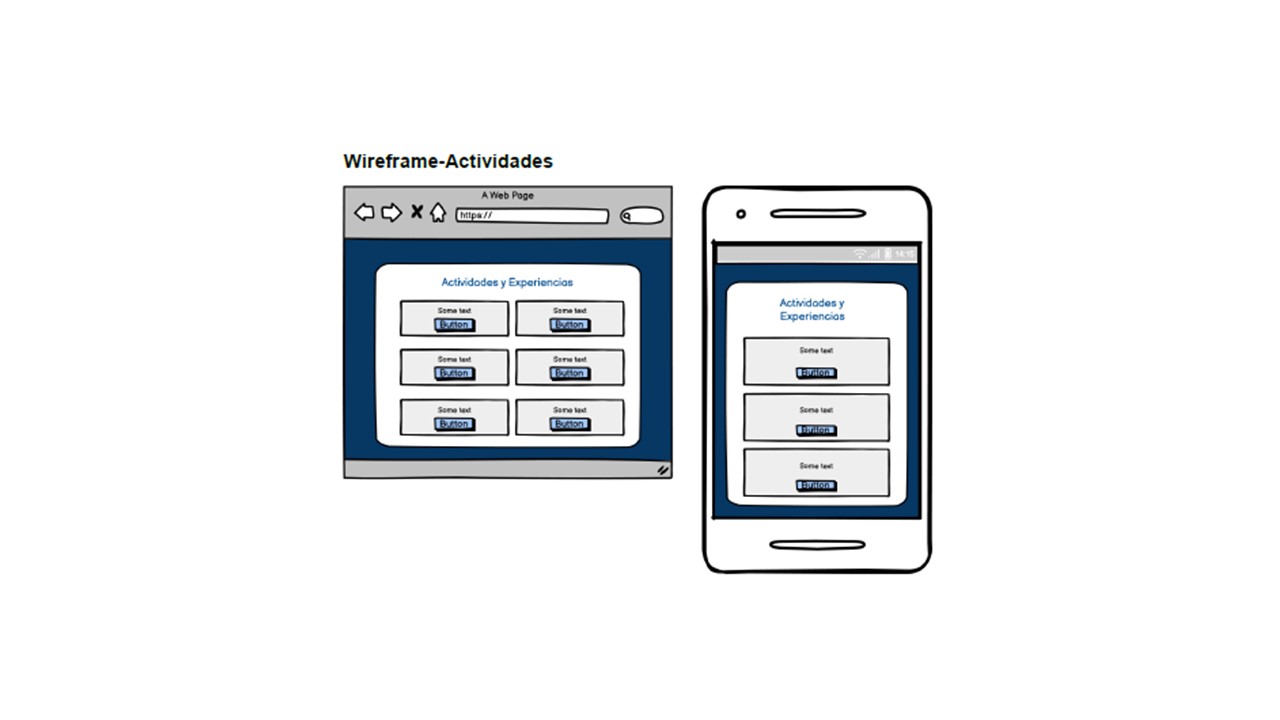 Wireframe-Actividades
A Web Page
https://
Actividades y Experiencias
Some text
Button
Some text
Button
Some text
Button
Some text
Button
Some text
Button
Some text
Button
14:15
Actividades y
Experiencias
Some text
Button
Some text
Button
Some text
Button